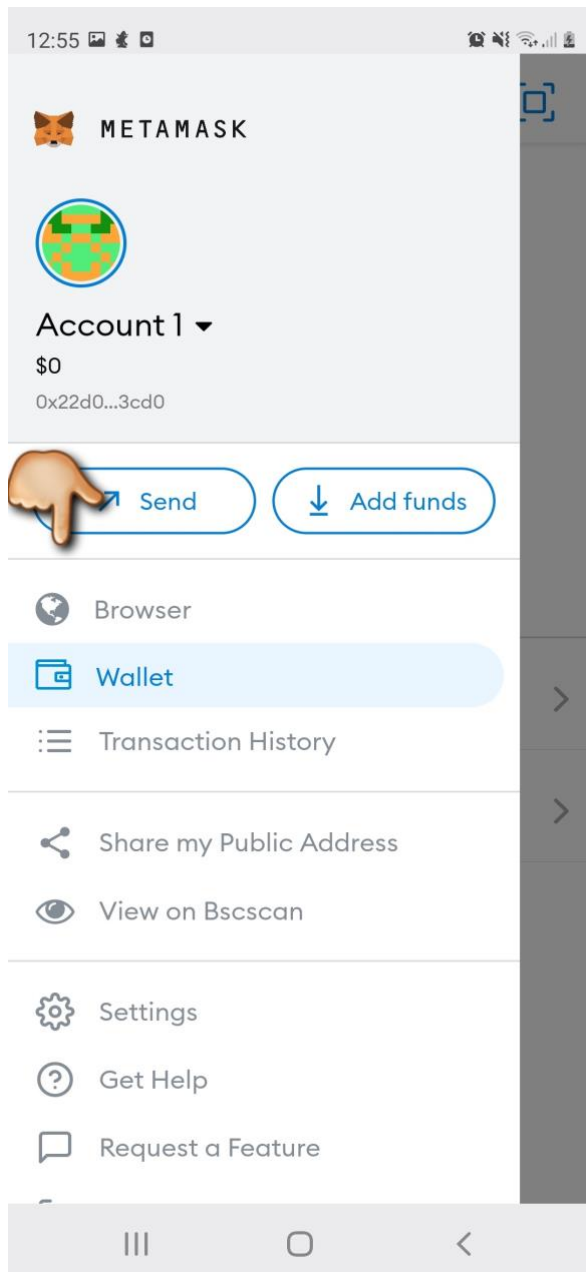 12:55
METAMASK
Account 1
$0
0x22d0...3cd0
Send
Add funds
Browser
Wallet
Transaction History
Share my Public Address
View on Bscscan
Settings
Get Help
Request a Feature